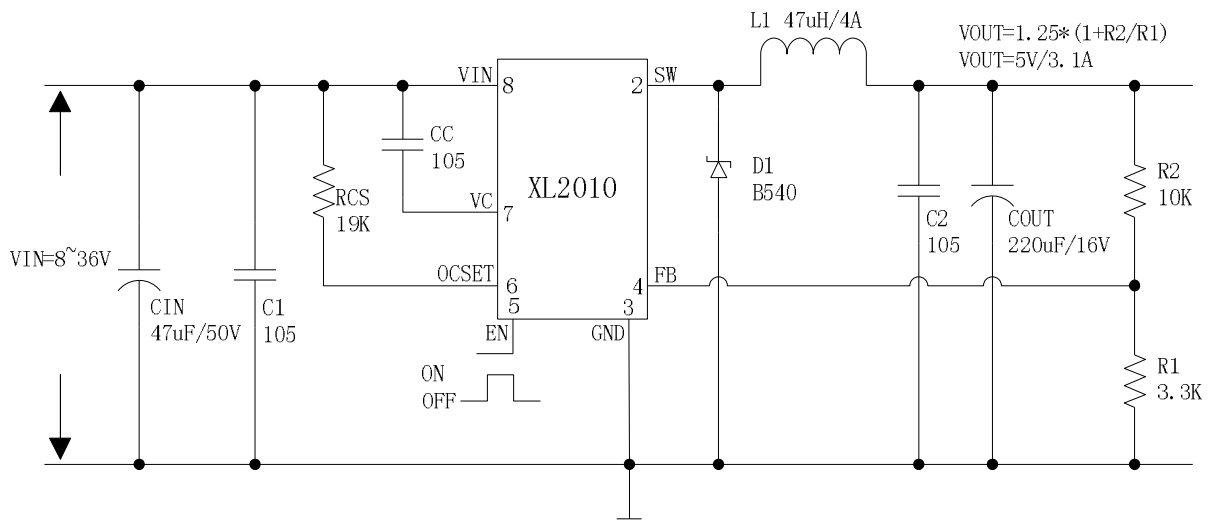 L1 47uH/4A
VOUT=1.25*(1+R2/R1)
VOUT=5V/3.1A
VIN
8
2
SW
CC
105
XL2010
D1
B540
R2
10K
RCS
19K
VC
7
C2
105
COUT
220uF/16V
VIN=8~36V
OCSET
6
4
FB
5
3
CIN
47uF/50V
C1
105
EN
GND
ON
OFF
R1
3.3K